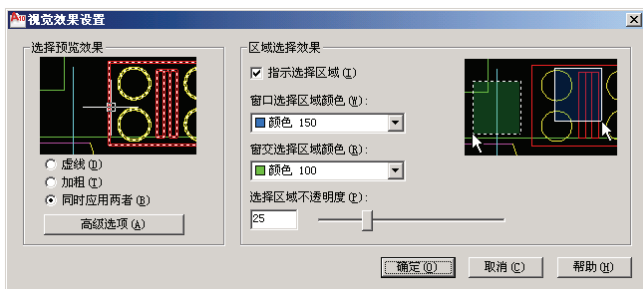 视觉效果设置
选择预览效果
虚线(D)
加粗(T)
同时应用两者(B)
高级选项(A)
区域选择效果
指示选择区域(I)
窗口选择区域颜色(W):
颜色 150
窗交选择区域颜色(R):
颜色 100
选择区域不透明度(P):
25
确定(O)
取消(C)
帮助(H)